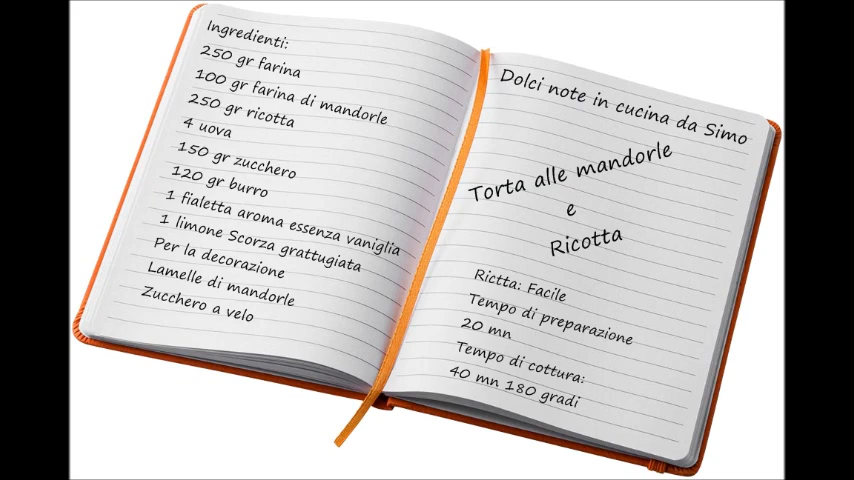 Ingredienti:
250 gr farina
100 gr farina di mandorle
250 gr ricotta
4 uova
150 gr zucchero
120 gr burro
1 fialetta aroma essenza vaniglia
1 limone Scorza grattugiata
Per la decorazione
Lamelle di mandorle
Zucchero a velo
Dolci note in cucina da Simo
Torta alle mandorle
e
Ricotta
Rictta: Facile
Tempo di preparazione
20 mn
Tempo di cottura:
40 mn 180 gradi